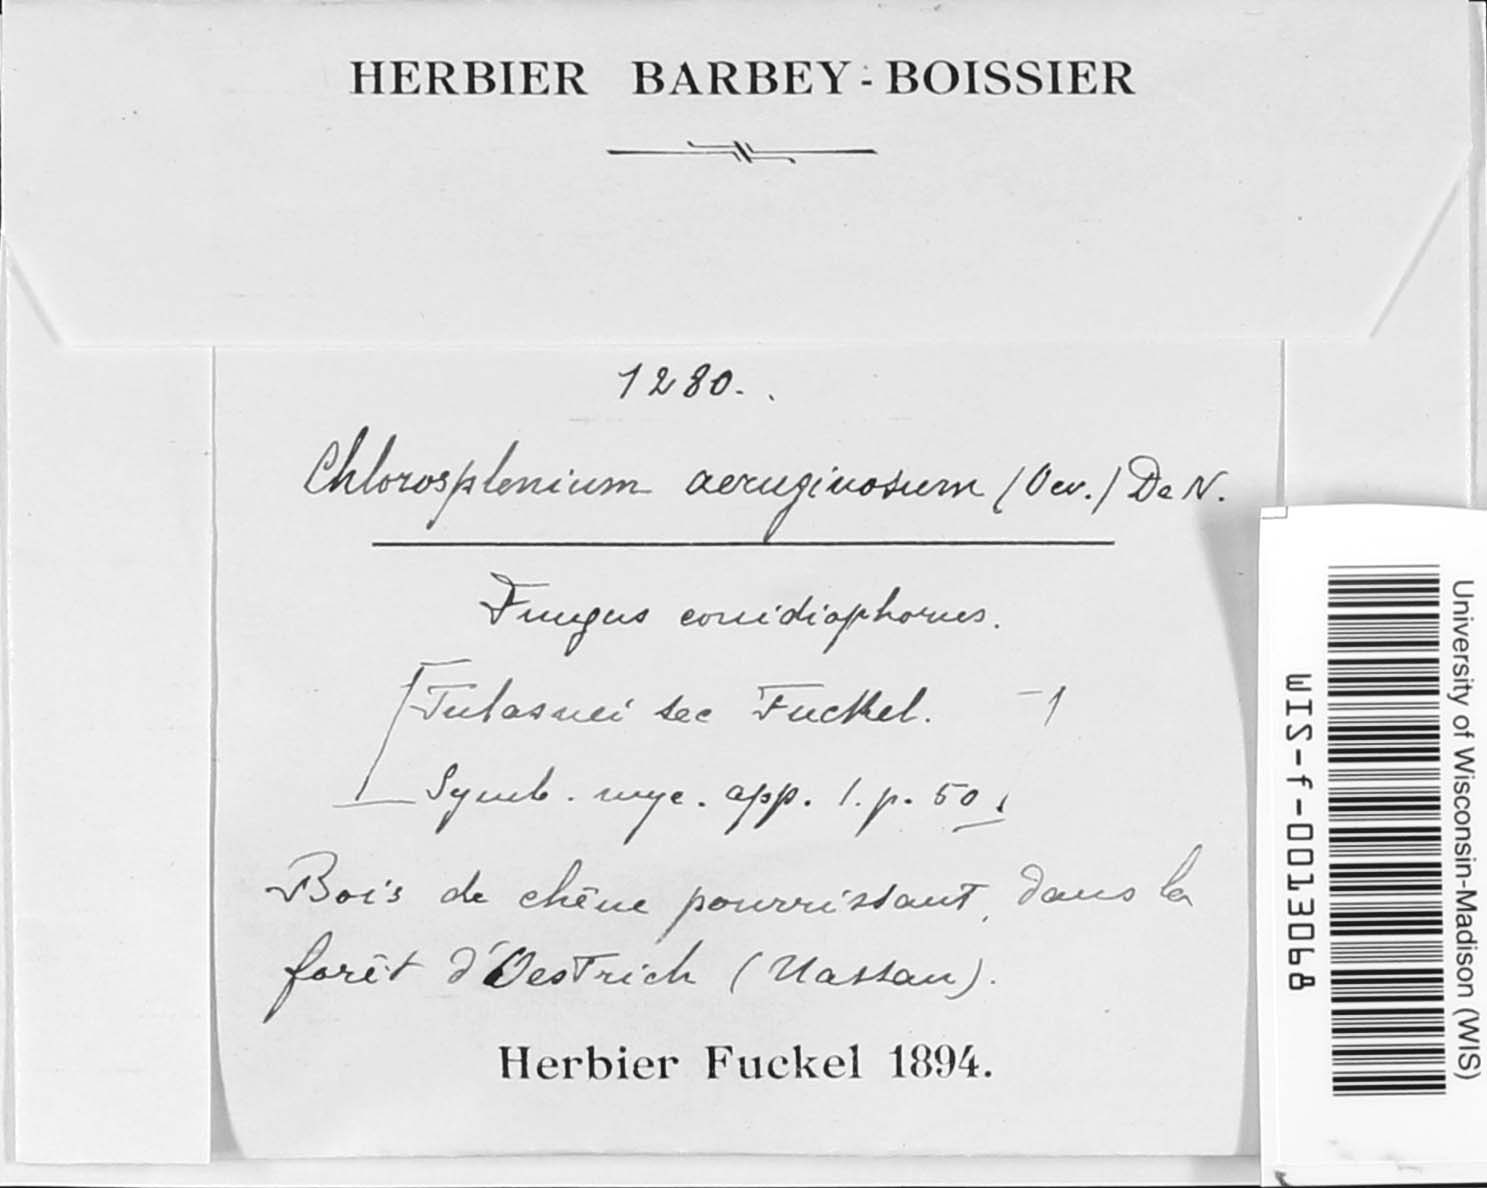 HERBIER BARBEY-BOISSIER
1280.
Chlorosplenium aeruginosum (Oev.) De N.
Fungus conidiophorus.
[Tulasnei sec Fuckel.
Symb. myc. app. 1. p. 50
Bois de chêne pourrissant, dans la
forêt d'Oestrich (Nassau).
Herbier Fuckel 1894.
University of Wisconsin-Madison (WIS)
WIS-f-0013068